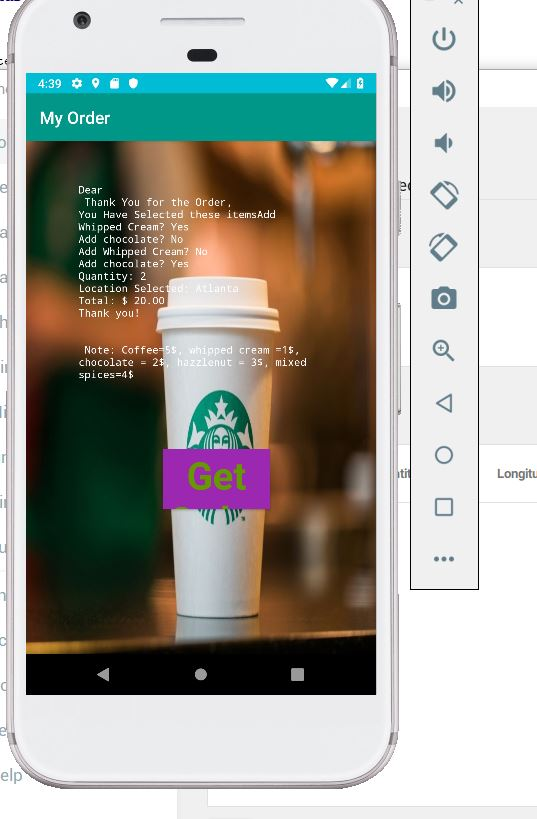 4:39
My Order
Dear
Thank You for the Order,
You Have Selected these itemsAdd
Whipped Cream? Yes
Add chocolate? No
Add Whipped Cream? No
Add chocolate? Yes
Quantity: 2
Location Selected: Atlanta
Total: $ 20.00
Thank you!
Note: Coffee=5$, whipped cream =1$,
chocolate = 2$, hazzlenut = 3$, mixed
spices=4$
Get
Longitu
elp